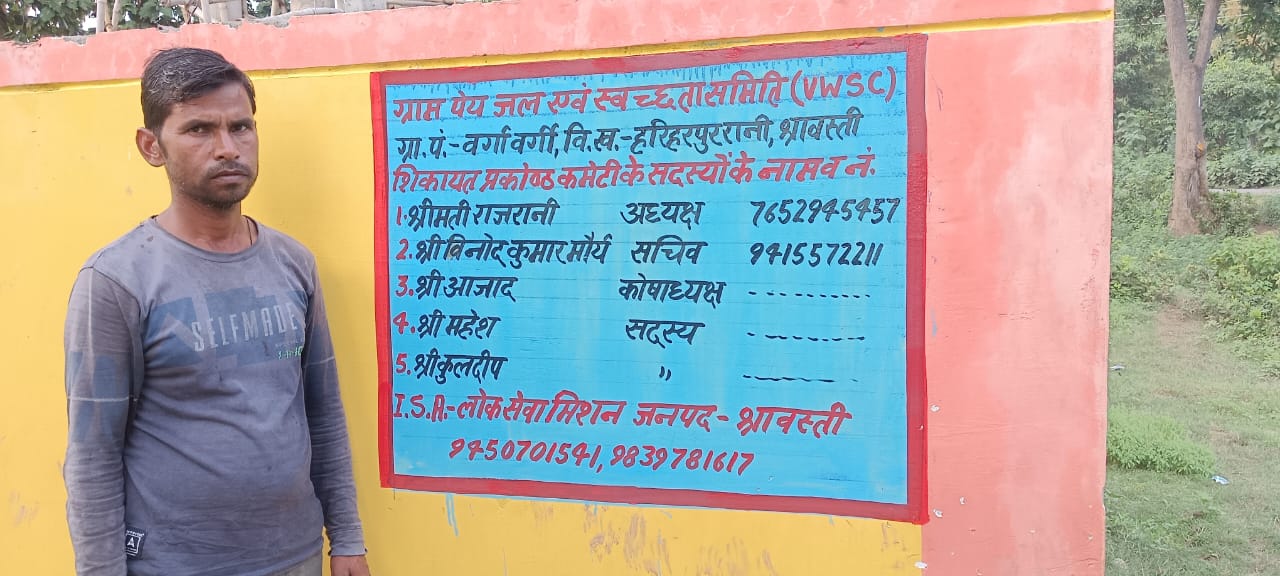 ग्राम पेय जल एवं स्वच्छता समिति (VWSC)
ग्रा.पं.- वर्गा वर्गी, वि.ख.- हरिहरपुररानी, श्रावस्ती
शिकायत प्रकोष्ठ कमेटी के सदस्यों के नाम व नं.
1. श्रीमती राजरानी अध्यक्ष 7652945457
2. श्री विनोद कुमार मौर्य सचिव 9415572211
3. श्री आजाद कोषाध्यक्ष ----------
4. श्री महेश सदस्य ----------
5. श्री कुलदीप " ----------
I.S.A.- लोक सेवा मिशन जनपद - श्रावस्ती
9450701541, 9839781617
SELFMADE
A